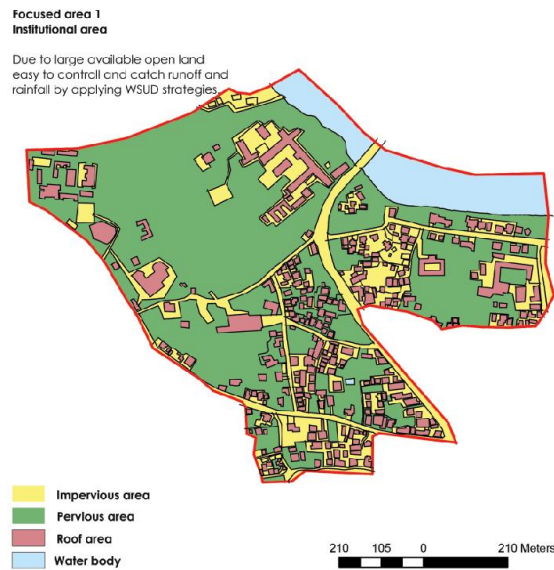 Focused area 1
Institutional area
Due to large available open land
easy to controll and catch runoff and
rainfall by applying WSUD strategies.
Impervious area
Pervious area
Roof area
Water body
210 105 0 210 Meters